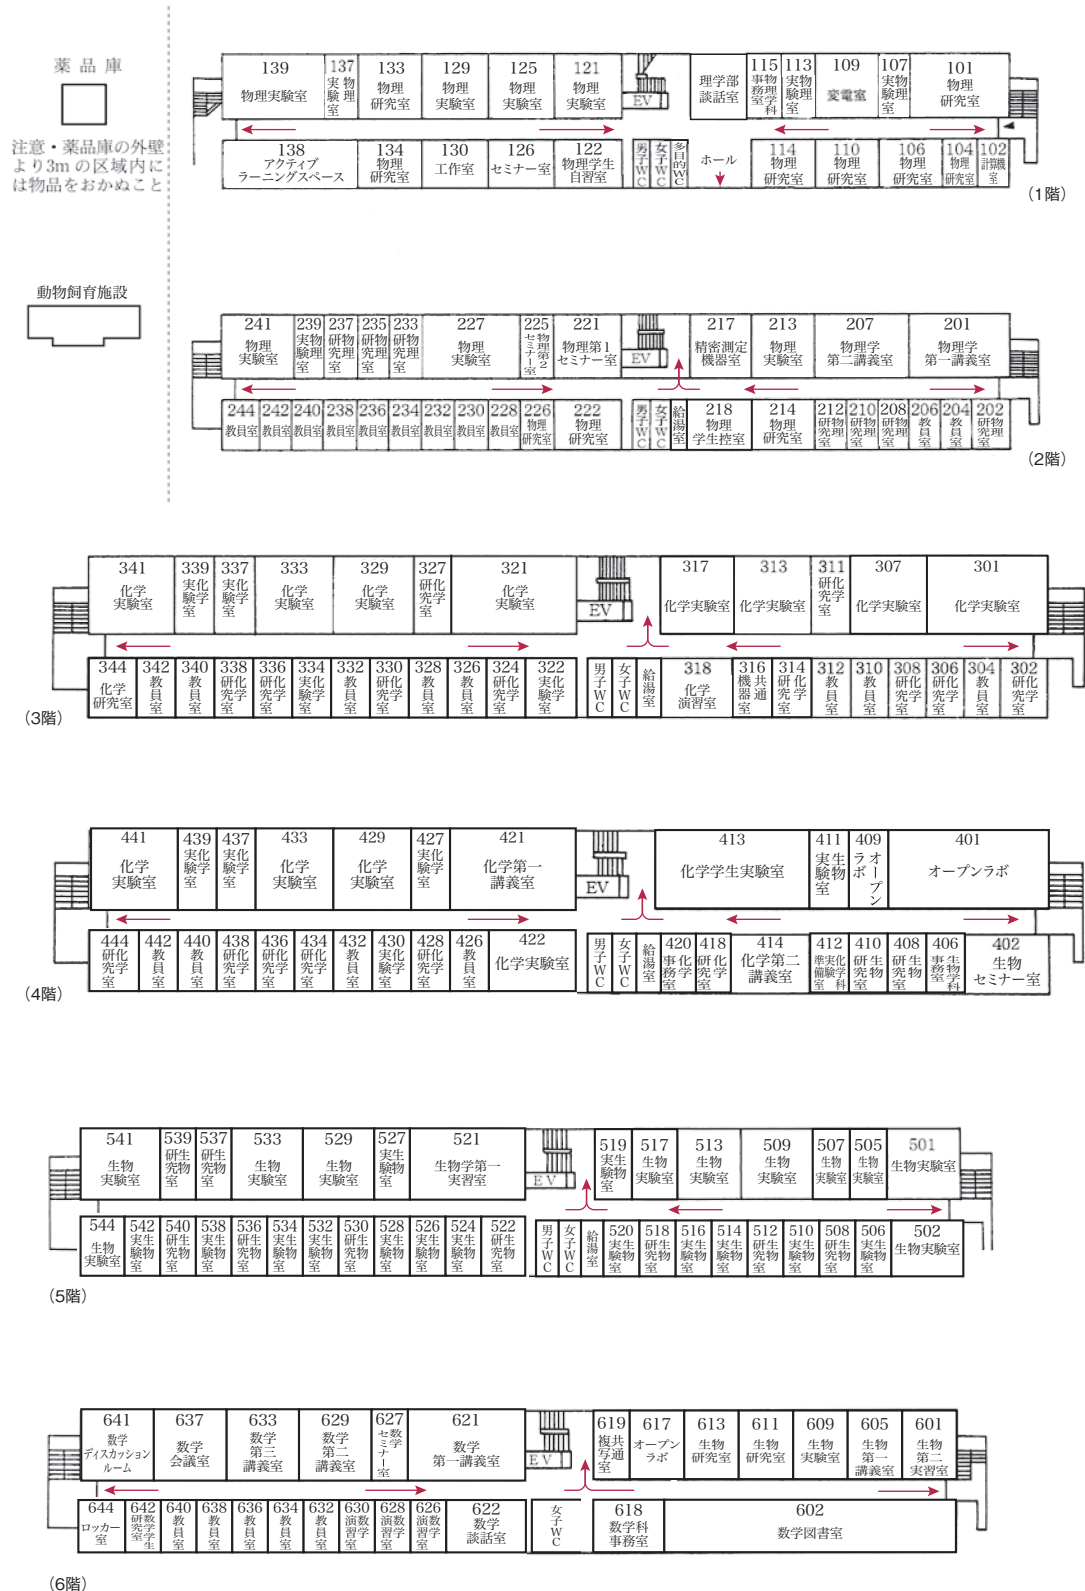 薬品庫
注意・薬品庫の外壁
より3mの区域内に
は物品をおかぬこと
動物飼育施設
139 物理実験室
137 物理実験室
133 物理研究室
129 物理実験室
125 物理実験室
121 物理実験室
EV
理学部談話室
115 物理学科事務室
113 物理実験室
109 変電室
107 物理実験室
101 物理研究室
138 アクティブラーニングスペース
134 物理研究室
130 工作室
126 セミナー室
122 物理学生自習室
男子WC
女子WC
多目的WC
ホール
114 物理研究室
110 物理研究室
106 物理研究室
104 物理研究室
102 計算機室
(1階)
241 物理実験室
239 物理実験室
237 物理研究室
235 物理研究室
233 物理研究室
227 物理実験室
225 物理第2セミナー室
221 物理第1セミナー室
EV
217 精密測定機器室
213 物理実験室
207 物理学第二講義室
201 物理学第一講義室
244 教員室
242 教員室
240 教員室
238 教員室
236 教員室
234 教員室
232 教員室
230 教員室
228 教員室
226 物理研究室
222 物理研究室
男子WC
女子WC
給湯室
218 物理学生控室
214 物理研究室
212 物理研究室
210 物理研究室
208 物理研究室
206 教員室
204 教員室
202 物理研究室
(2階)
341 化学実験室
339 化学実験室
337 化学実験室
333 化学実験室
329 化学実験室
327 化学研究室
321 化学実験室
EV
317 化学実験室
313 化学実験室
311 化学研究室
307 化学実験室
301 化学実験室
344 化学研究室
342 教員室
340 教員室
338 化学研究室
336 化学研究室
334 化学実験室
332 教員室
330 化学研究室
328 教員室
326 教員室
324 化学研究室
322 化学実験室
男子WC
女子WC
給湯室
318 化学演習室
316 共通機器室
314 化学研究室
312 教員室
310 教員室
308 化学研究室
306 化学研究室
304 教員室
302 化学研究室
(3階)
441 化学実験室
439 化学実験室
437 化学実験室
433 化学実験室
429 化学実験室
427 化学実験室
421 化学第一講義室
EV
413 化学学生実験室
411 生物実験室
409 オープンラボ
401 オープンラボ
444 化学研究室
442 教員室
440 教員室
438 化学研究室
436 化学研究室
434 化学研究室
432 教員室
430 化学実験室
428 化学研究室
426 教員室
422 化学実験室
男子WC
女子WC
給湯室
420 化学事務室
418 化学研究室
414 化学第二講義室
412 化学科実験準備室
410 生物研究室
408 生物研究室
406 生物学科事務室
402 生物セミナー室
(4階)
541 生物実験室
539 生物研究室
537 生物研究室
533 生物実験室
529 生物実験室
527 生物実験室
521 生物学第一実習室
EV
519 生物実験室
517 生物実験室
513 生物実験室
509 生物実験室
507 生物実験室
505 生物実験室
501 生物実験室
544 生物実験室
542 生物実験室
540 生物研究室
538 生物実験室
536 生物研究室
534 生物実験室
532 生物実験室
530 生物研究室
528 生物実験室
526 生物実験室
524 生物実験室
522 生物研究室
男子WC
女子WC
給湯室
520 生物実験室
518 生物研究室
516 生物実験室
514 生物実験室
512 生物研究室
510 生物実験室
508 生物研究室
506 生物実験室
502 生物実験室
(5階)
641 数学ディスカッションルーム
637 数学会議室
633 数学第三講義室
629 数学第二講義室
627 数学セミナー室
621 数学第一講義室
EV
619 共通複写室
617 オープンラボ
613 生物研究室
611 生物研究室
609 生物実験室
605 生物第一講義室
601 生物第二実習室
644 ロッカー室
642 数学学生研究室
640 教員室
638 教員室
636 教員室
634 教員室
632 教員室
630 数学演習室
628 数学演習室
626 数学演習室
622 数学談話室
女子WC
618 数学科事務室
602 数学図書室
(6階)